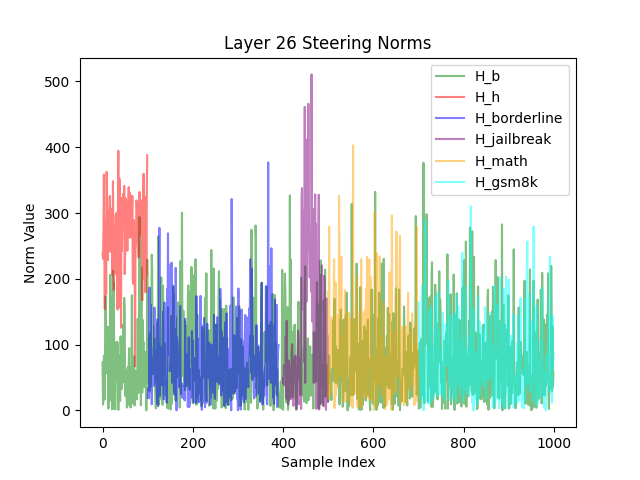 Layer 26 Steering Norms
Norm Value
500
400
300
200
100
0
0
200
400
600
800
1000
Sample Index
H_b
H_h
H_borderline
H_jailbreak
H_math
H_gsm8k